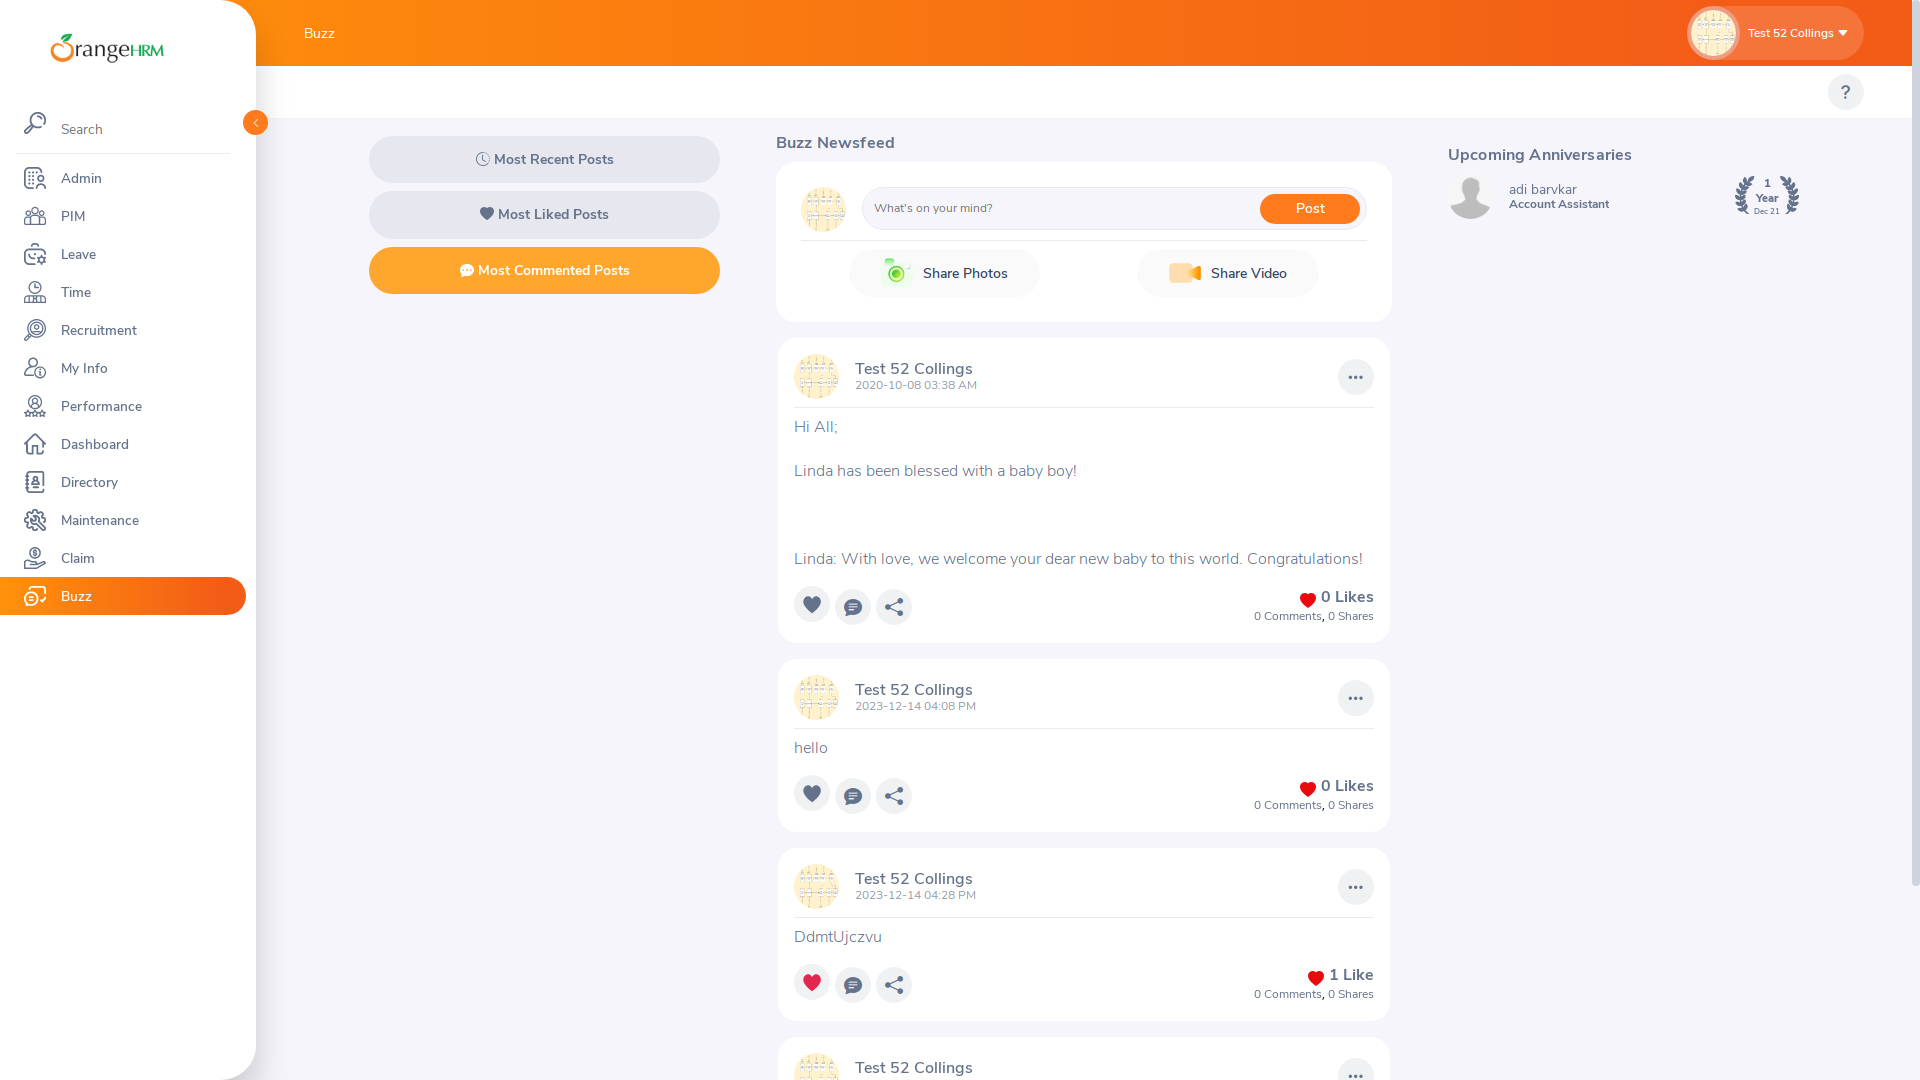 OrangeHRM
Search
Admin
PIM
Leave
Time
Recruitment
My Info
Performance
Dashboard
Directory
Maintenance
Claim
Buzz
Buzz
Test 52 Collings
?
Most Recent Posts
Most Liked Posts
Most Commented Posts
Buzz Newsfeed
What's on your mind?
Post
Share Photos
Share Video
Test 52 Collings
2020-10-08 03:38 AM
Hi All;
Linda has been blessed with a baby boy!
Linda: With love, we welcome your dear new baby to this world. Congratulations!
0 Likes
0 Comments, 0 Shares
Test 52 Collings
2023-12-14 04:08 PM
hello
0 Likes
0 Comments, 0 Shares
Test 52 Collings
2023-12-14 04:28 PM
DdmtUjczvu
1 Like
0 Comments, 0 Shares
Test 52 Collings
Upcoming Anniversaries
adi barvkar
Account Assistant
1
Year
Dec 21